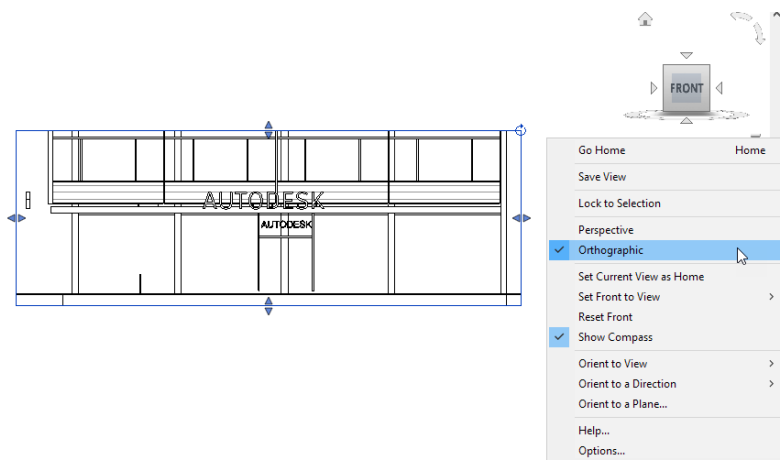 FRONT
AUTODESK
AUTODESK
Go Home Home
Save View
Lock to Selection
Perspective
Orthographic
Set Current View as Home
Set Front to View
Reset Front
Show Compass
Orient to View
Orient to a Direction
Orient to a Plane...
Help...
Options...